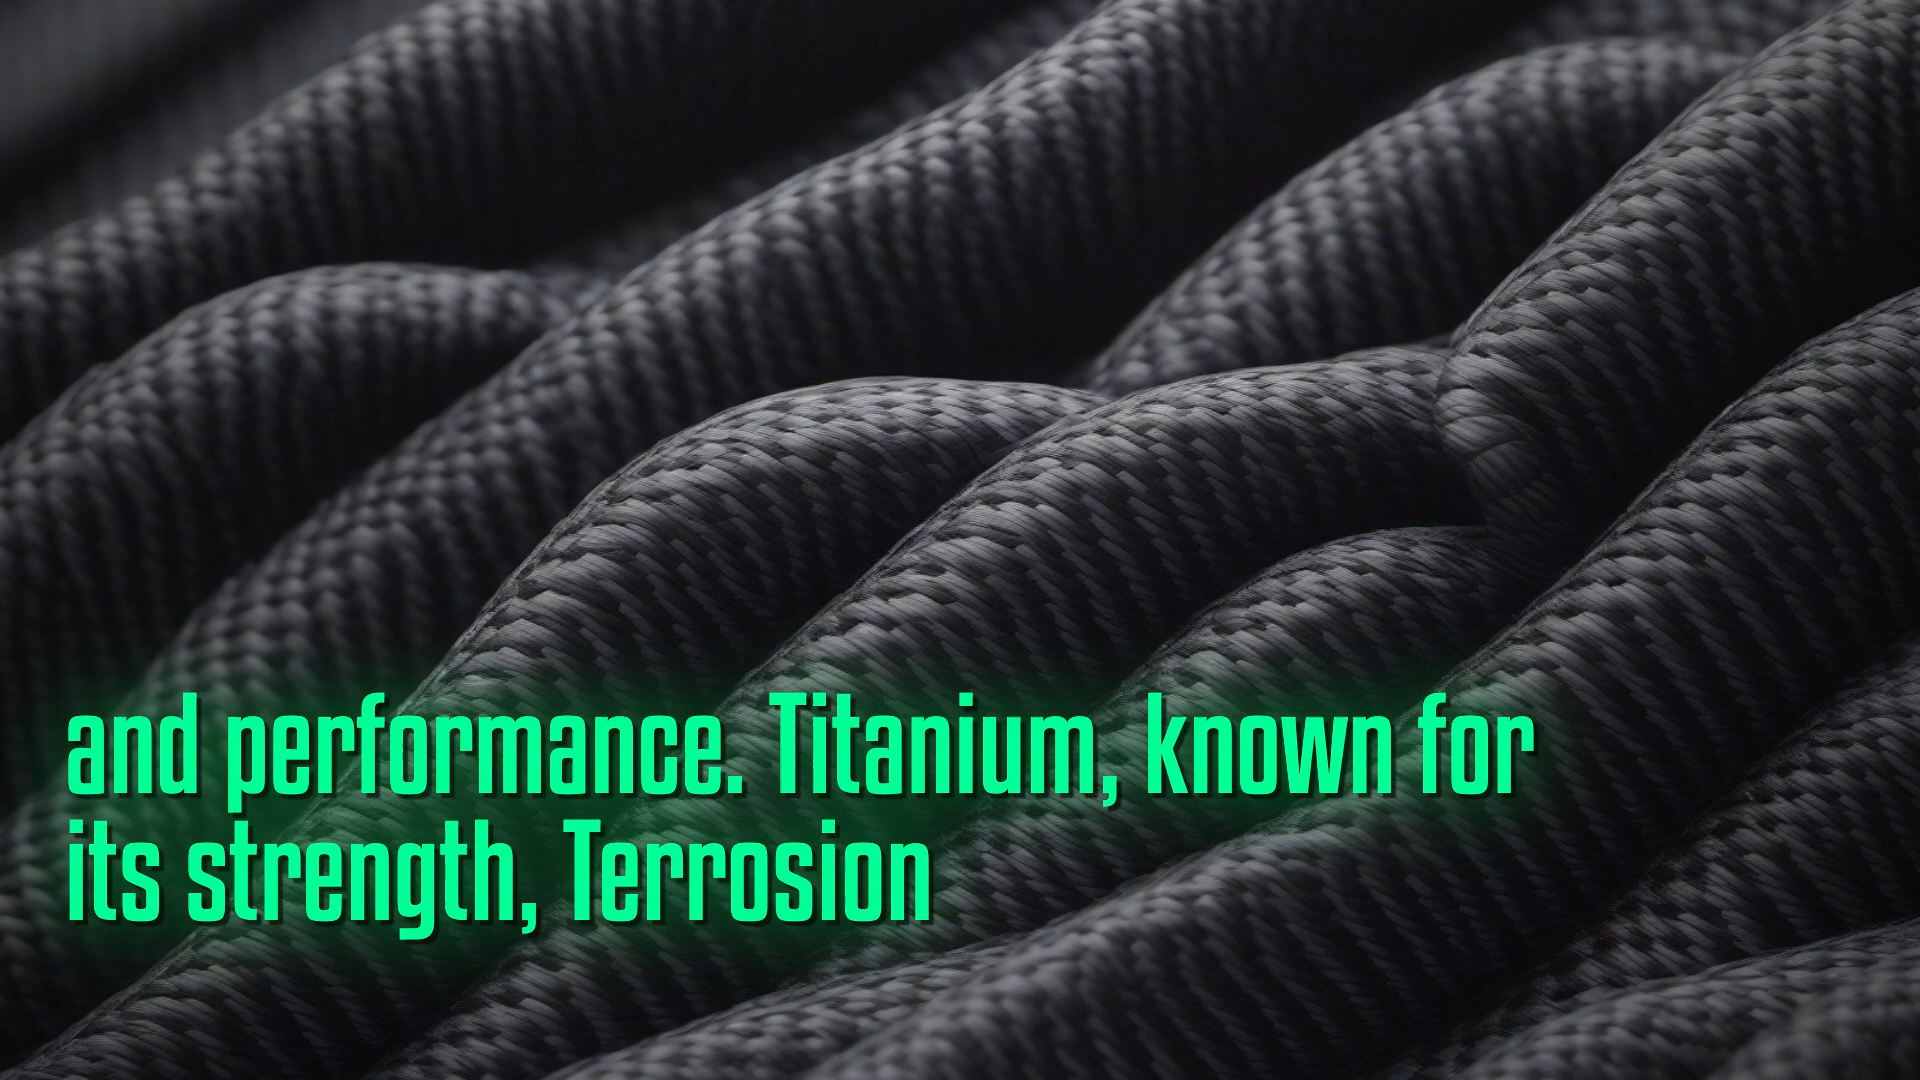 and performance. Titanium, known for
its strength, Terrosion